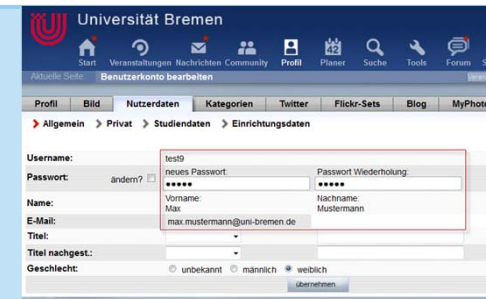 Universität Bremen
Start Veranstaltungen Nachrichten Community Profil Planer Suche Tools Forum
42
Aktuelle Seite: Benutzerkonto bearbeiten
Profil Bild Nutzerdaten Kategorien Twitter Flickr-Sets Blog MyPhoto
Allgemein Privat Studiendaten Einrichtungsdaten
Username: test9
Passwort: ändern? neues Passwort: Passwort Wiederholung:
●●●●● ●●●●●
Name: Vorname: Nachname:
Max Mustermann
E-Mail: max.mustermann@uni-bremen.de
Titel:
Titel nachgest.:
Geschlecht: unbekannt männlich weiblich
übernehmen